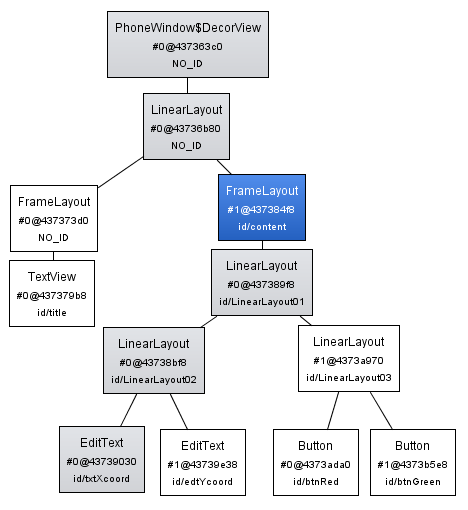 PhoneWindow$DecorView
#0@437363c0
NO_ID
LinearLayout
#0@43736b80
NO_ID
FrameLayout
#0@437373d0
NO_ID
FrameLayout
#1@437384f8
id/content
TextView
#0@437379b8
id/title
LinearLayout
#0@437389f8
id/LinearLayout01
LinearLayout
#0@43738bf8
id/LinearLayout02
LinearLayout
#1@4373a970
id/LinearLayout03
EditText
#0@43739030
id/txtXcoord
EditText
#1@43739e38
id/edtYcoord
Button
#0@4373ada0
id/btnRed
Button
#1@4373b5e8
id/btnGreen